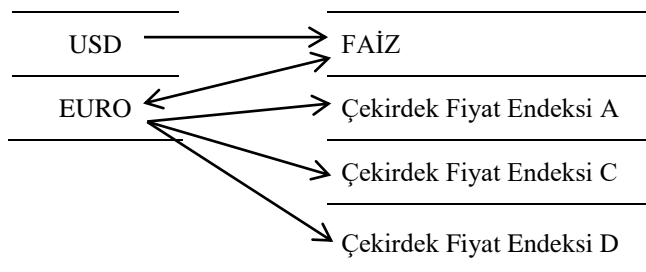 USD
FAİZ
EURO
Çekirdek Fiyat Endeksi A
Çekirdek Fiyat Endeksi C
Çekirdek Fiyat Endeksi D